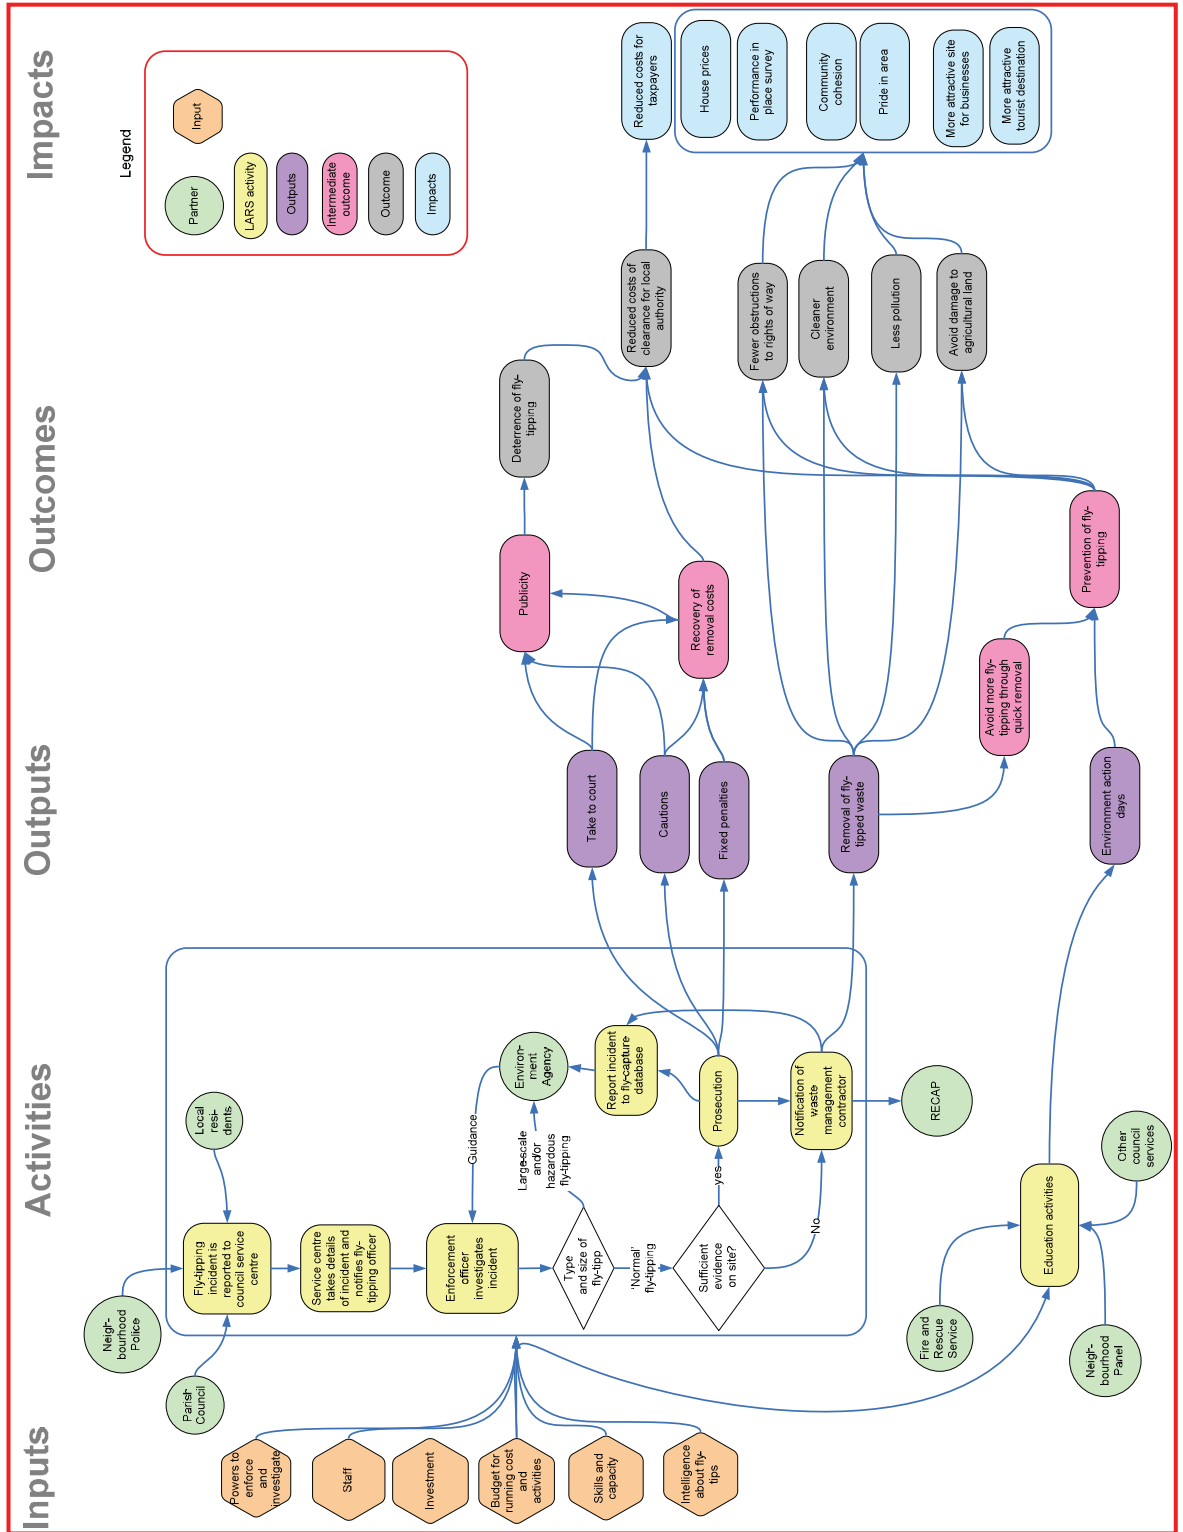 Inputs
Activities
Outputs
Outcomes
Impacts
Legend
Partner
Input
LARS activity
Outputs
Intermediate
outcome
Outcome
Impacts
Powers to
enforce
and
investigate
Staff
Investment
Budget for
running cost
and
activities
Skills and
capacity
Intelligence
about fly-
tips
Parish
Council
Neigh-
bourhood
Police
Local
resi-
dents
Fly-tipping
incident is
reported to
council service
centre
Service centre
takes details
of incident and
notifies fly-
tipping officer
Enforcement
officer
investigates
incident
Guidance
Type
and size of
fly-tipp
Large-scale
and/or
hazardous
fly-tipping
Environ-
ment
Agency
'Normal'
fly-tipping
Sufficient
evidence
on site?
yes
No
Report incident
to fly-capture
database
Prosecution
Notification of
waste
management
contractor
RECAP
Fire and
Rescue
Service
Neigh-
bourhood
Panel
Other
council
services
Education activities
Take to court
Cautions
Fixed penalties
Removal of fly-
tipped waste
Environment action
days
Publicity
Recovery of
removal costs
Avoid more fly-
tipping through
quick removal
Prevention of fly-
tipping
Deterrence of fly-
tipping
Reduced costs of
clearance for local
authority
Fewer obstructions
to rights of way
Cleaner
environment
Less pollution
Avoid damage to
agricultural land
Reduced costs for
taxpayers
House prices
Performance in
place survey
Community
cohesion
Pride in area
More attractive site
for businesses
More attractive
tourist destination